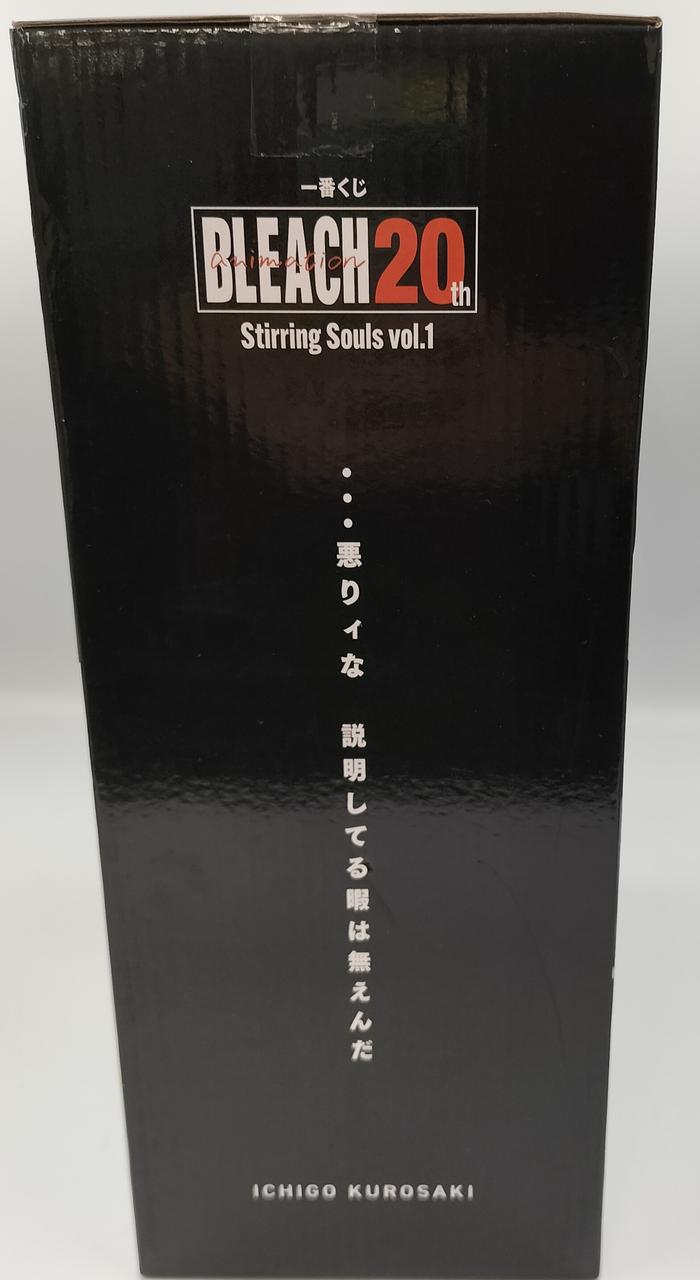 一番くじ
BLEACH 20th
animation
Stirring Souls vol.1
・・・悪りィな 説明してる暇は無えんだ
ICHIGO KUROSAKI